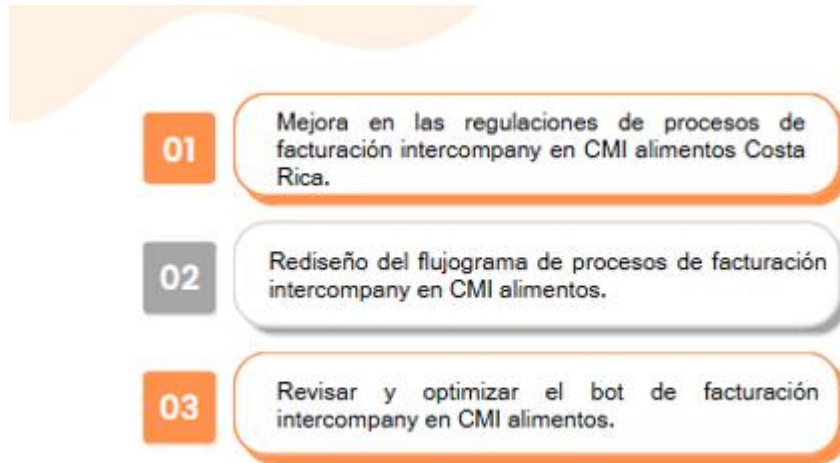 01
Mejora en las regulaciones de procesos de
facturación intercompany en CMI alimentos Costa
Rica.
02
Rediseño del flujograma de procesos de facturación
intercompany en CMI alimentos.
03
Revisar y optimizar el bot de facturación
intercompany en CMI alimentos.